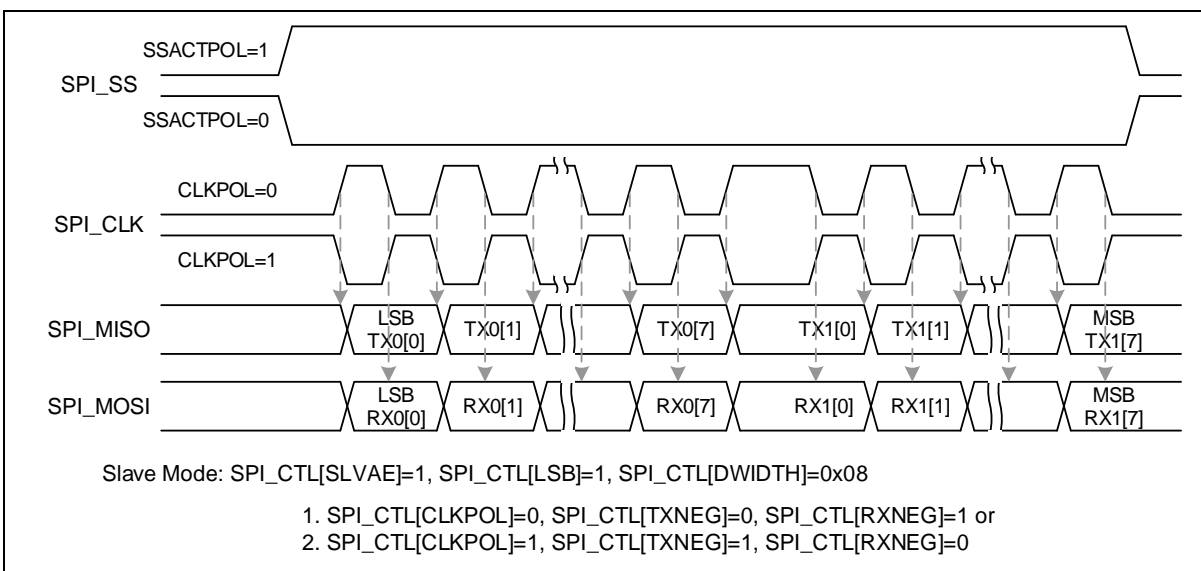 SSACTPOL=1
SPI_SS
SSACTPOL=0
CLKPOL=0
SPI_CLK
CLKPOL=1
SPI_MISO LSB TX0[0] TX0[1] TX0[7] TX1[0] TX1[1] MSB TX1[7]
SPI_MOSI LSB RX0[0] RX0[1] RX0[7] RX1[0] RX1[1] MSB RX1[7]
Slave Mode: SPI_CTL[SLVAE]=1, SPI_CTL[LSB]=1, SPI_CTL[DWIDTH]=0x08
1. SPI_CTL[CLKPOL]=0, SPI_CTL[TXNEG]=0, SPI_CTL[RXNEG]=1 or
2. SPI_CTL[CLKPOL]=1, SPI_CTL[TXNEG]=1, SPI_CTL[RXNEG]=0